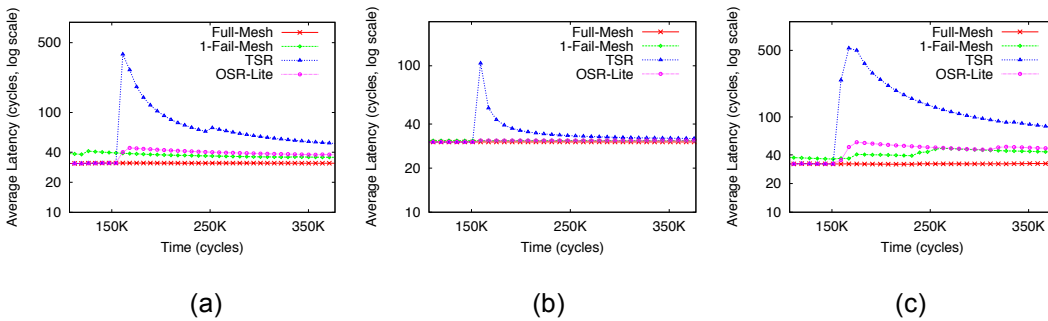 Average Latency (cycles, log scale)
500
100
40
20
10
Full-Mesh
1-Fail-Mesh
TSR
OSR-Lite
150K
250K
350K
Time (cycles)
(a)
Average Latency (cycles, log scale)
100
40
20
10
Full-Mesh
1-Fail-Mesh
TSR
OSR-Lite
150K
250K
350K
Time (cycles)
(b)
Average Latency (cycles, log scale)
500
100
40
20
10
Full-Mesh
1-Fail-Mesh
TSR
OSR-Lite
150K
250K
350K
Time (cycles)
(c)